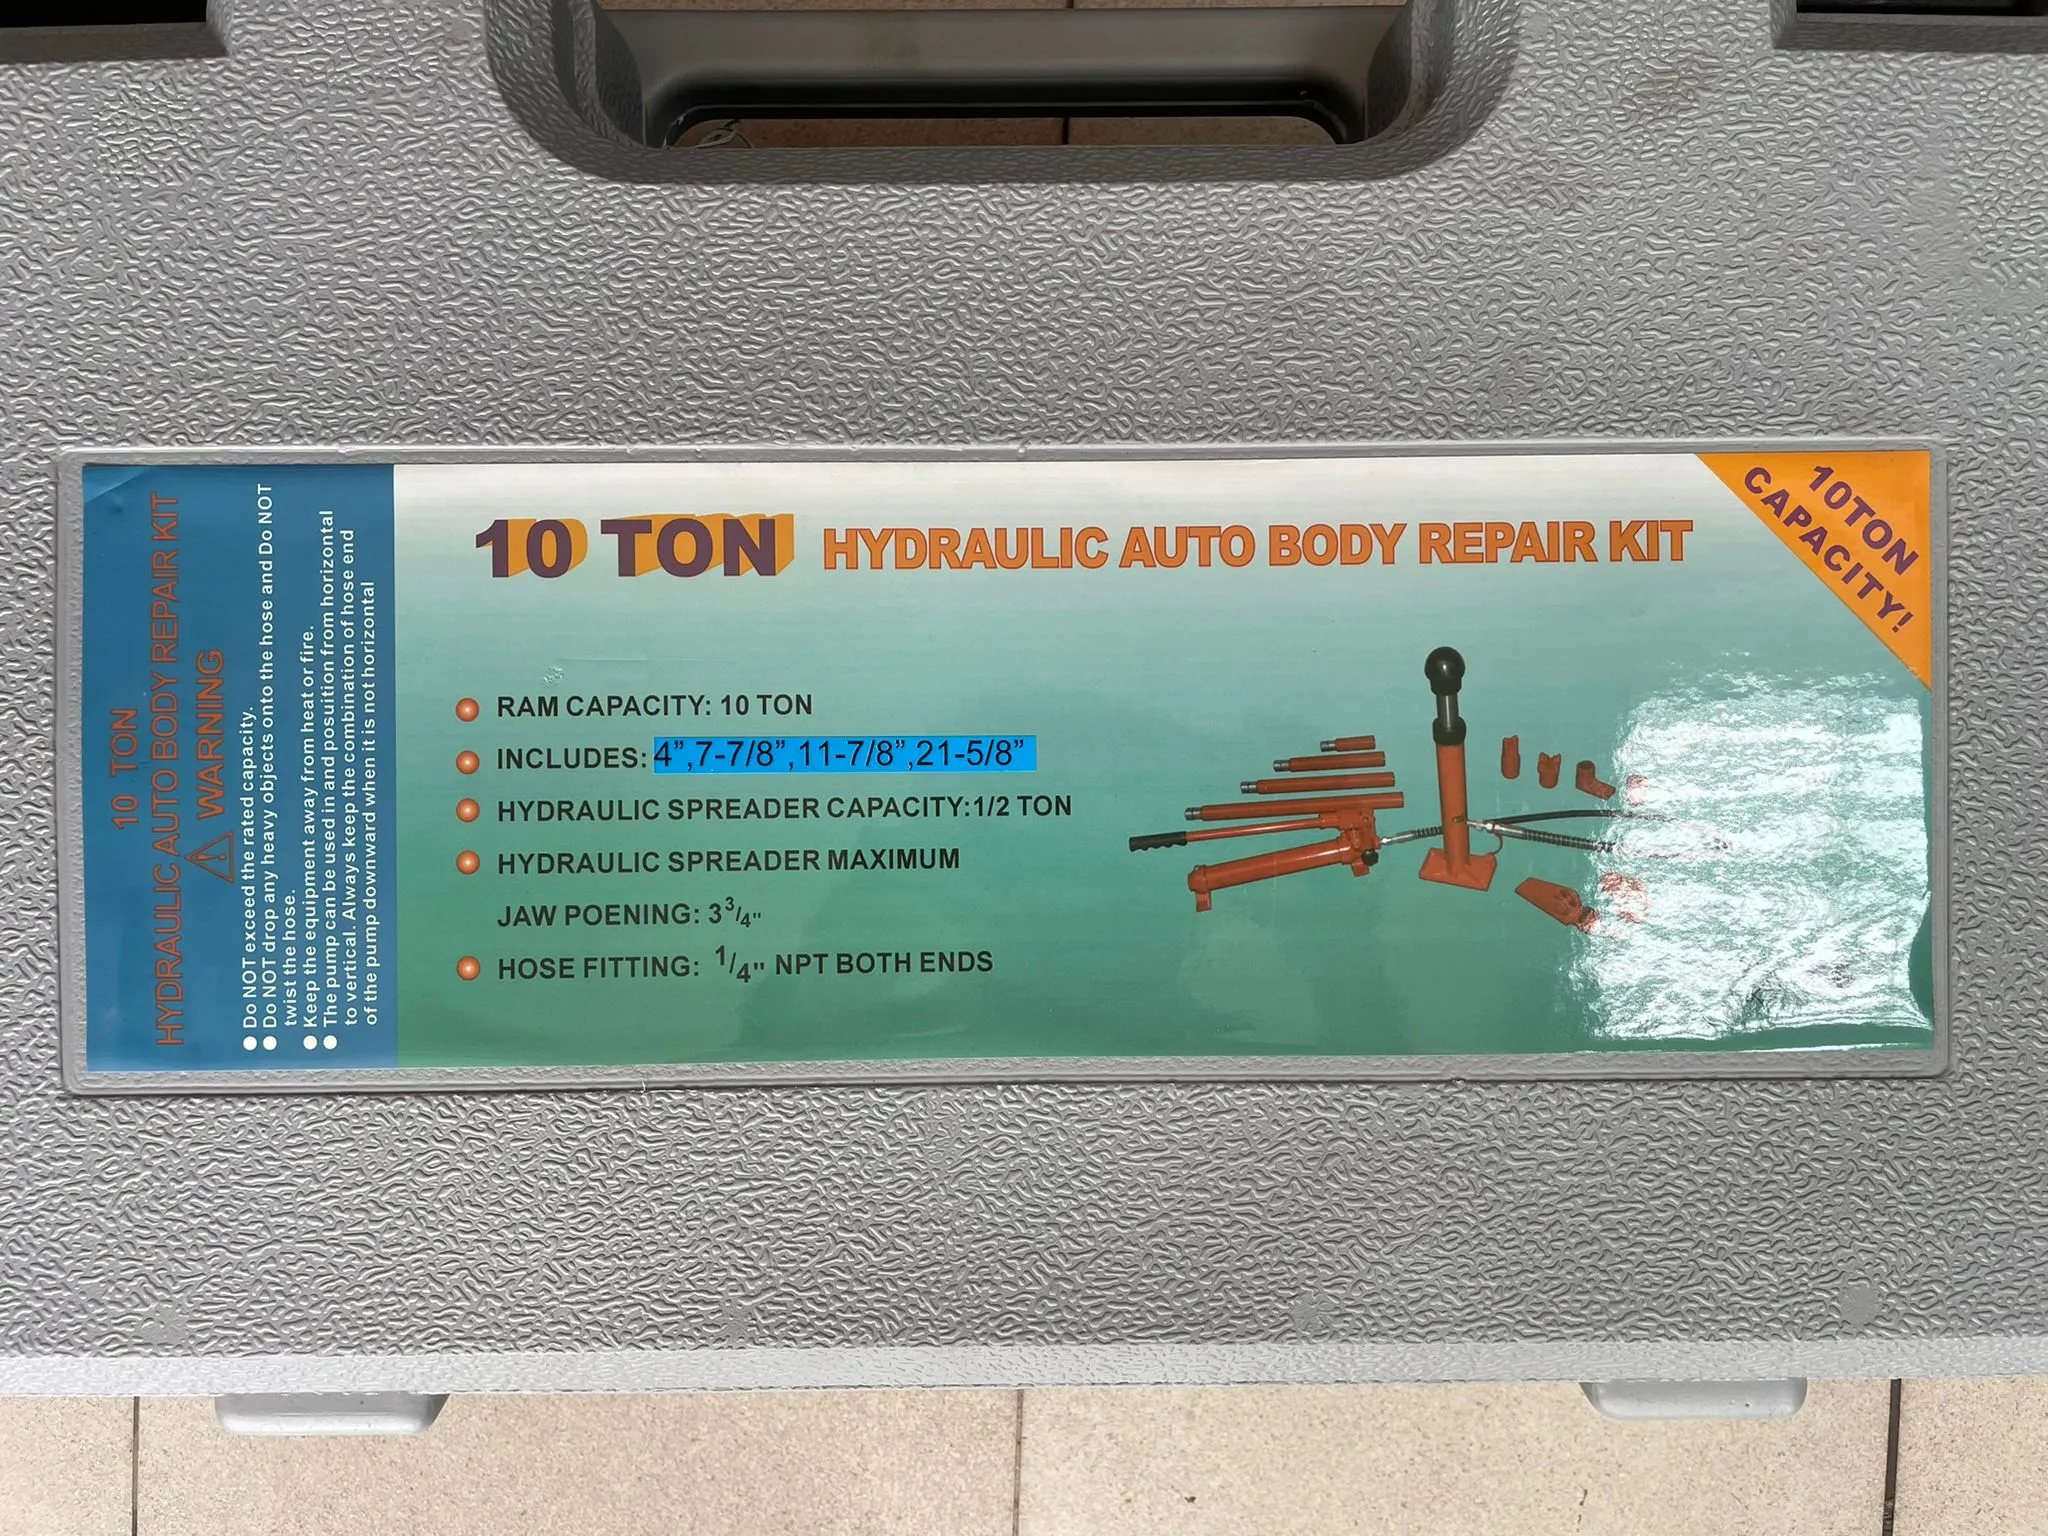 10 TON
HYDRAULIC AUTO BODY REPAIR KIT
WARNING
Do NOT exceed the rated capacity.
Do NOT drop any heavy objects onto the hose and Do NOT
twist the hose.
Keep the equipment away from heat or fire.
The pump can be used in and posuition from horizontal
to vertical. Always keep the combination of hose end
of the pump downward when it is not horizontal
10 TON HYDRAULIC AUTO BODY REPAIR KIT
10TON
CAPACITY!
RAM CAPACITY: 10 TON
INCLUDES: 4”,7-7/8”,11-7/8”,21-5/8”
HYDRAULIC SPREADER CAPACITY:1/2 TON
HYDRAULIC SPREADER MAXIMUM
JAW POENING: 3 3/4"
HOSE FITTING: 1/4" NPT BOTH ENDS